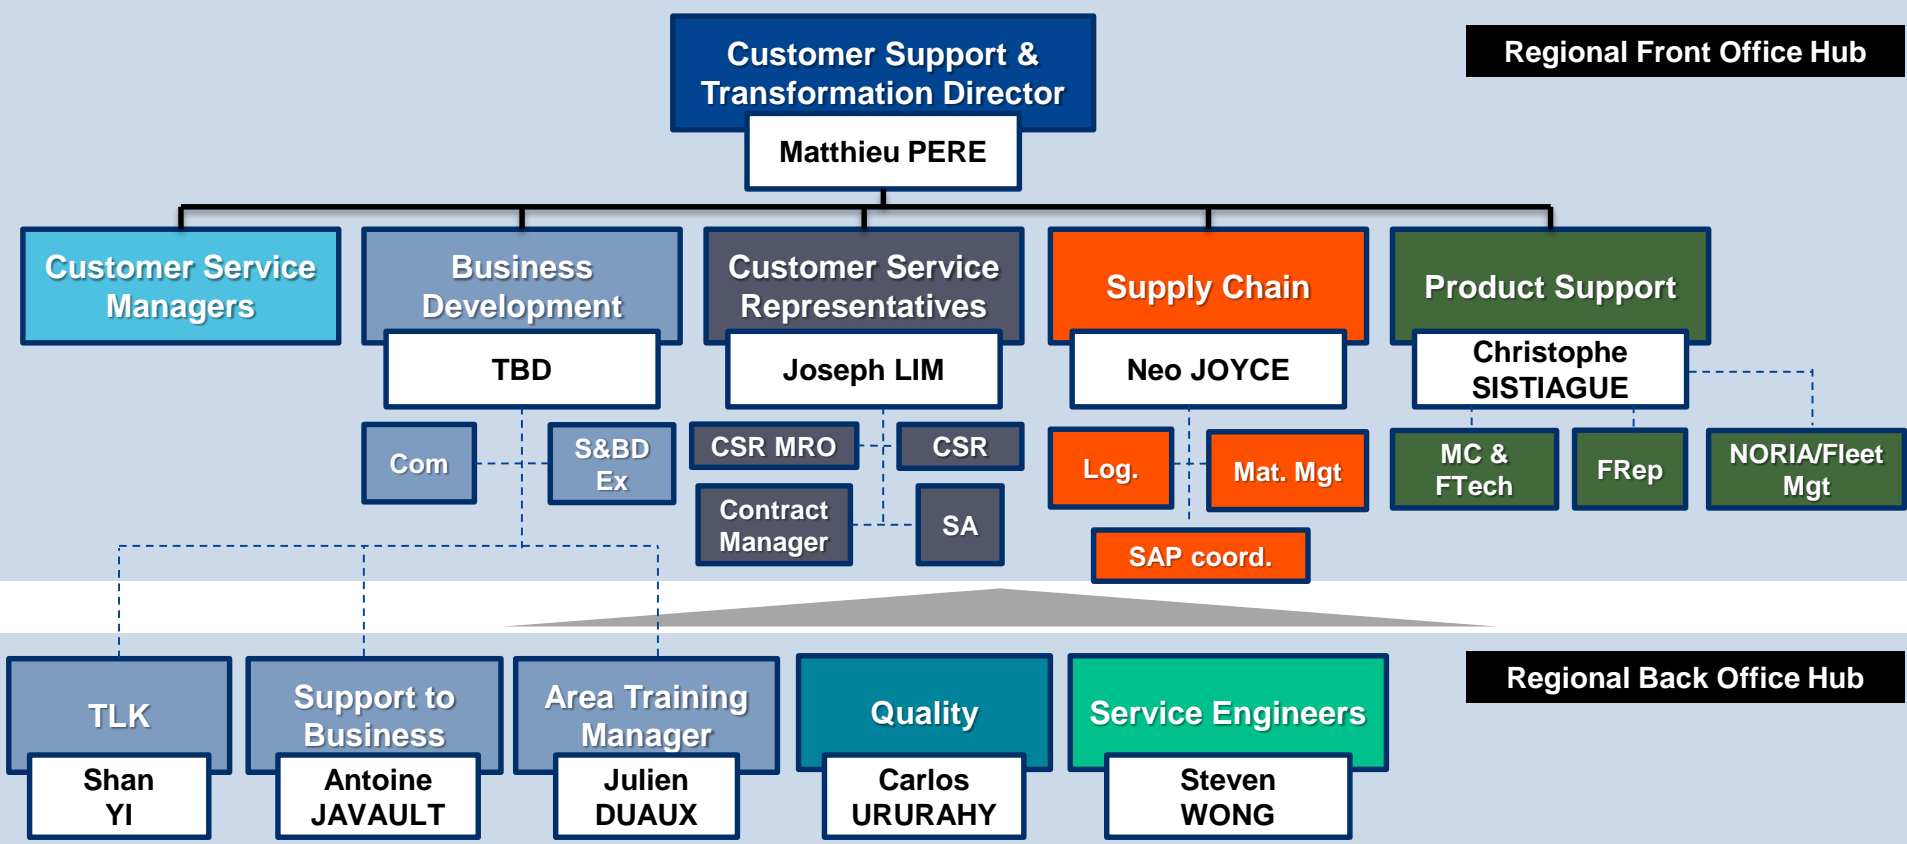 Customer Support &
Transformation Director
Matthieu PERE
Regional Front Office Hub
Customer Service
Managers
Business
Development
TBD
Customer Service
Representatives
Joseph LIM
Supply Chain
Neo JOYCE
Product Support
Christophe
SISTIAGUE
Com
S&BD
Ex
CSR MRO
CSR
Contract
Manager
SA
Log.
Mat. Mgt
SAP coord.
MC &
FTech
FRep
NORIA/Fleet
Mgt
Regional Back Office Hub
TLK
Shan
YI
Support to
Business
Antoine
JAVAULT
Area Training
Manager
Julien
DUAUX
Quality
Carlos
URURAHY
Service Engineers
Steven
WONG